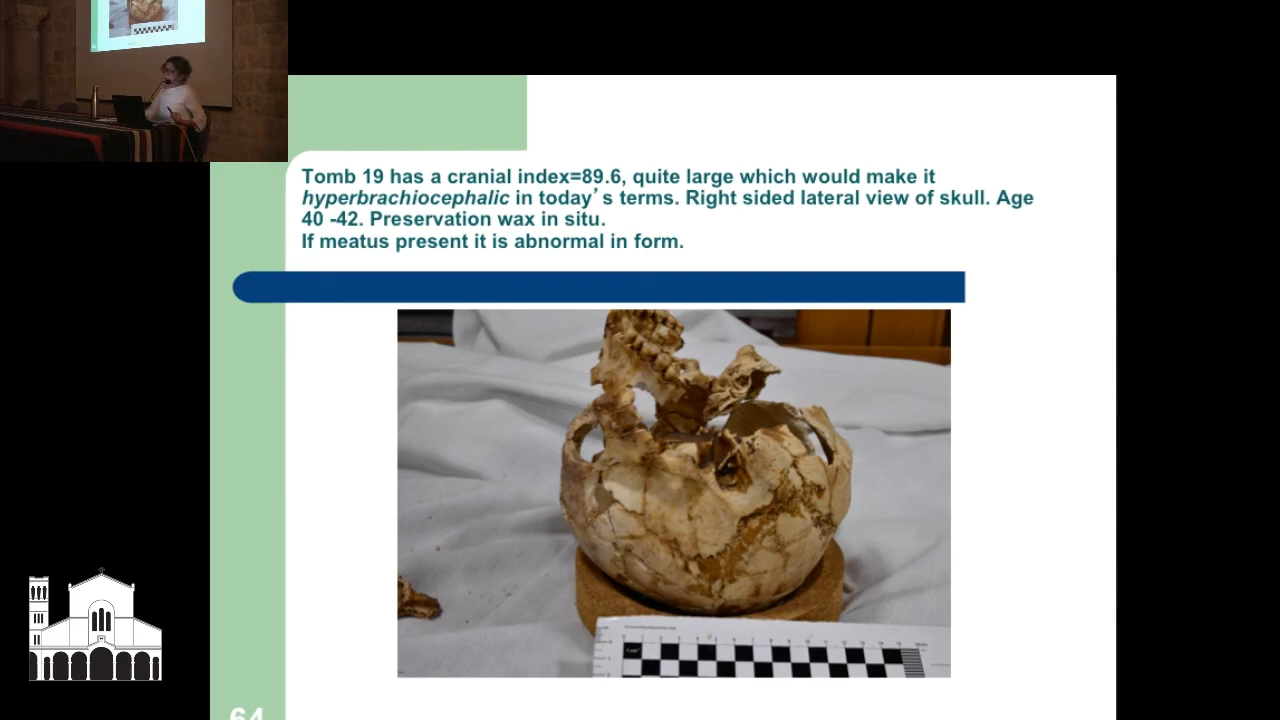 Tomb 19 has a cranial index=89.6, quite large which would make it
hyperbrachiocephalic in today’s terms. Right sided lateral view of skull. Age
40 -42. Preservation wax in situ.
If meatus present it is abnormal in form.
64